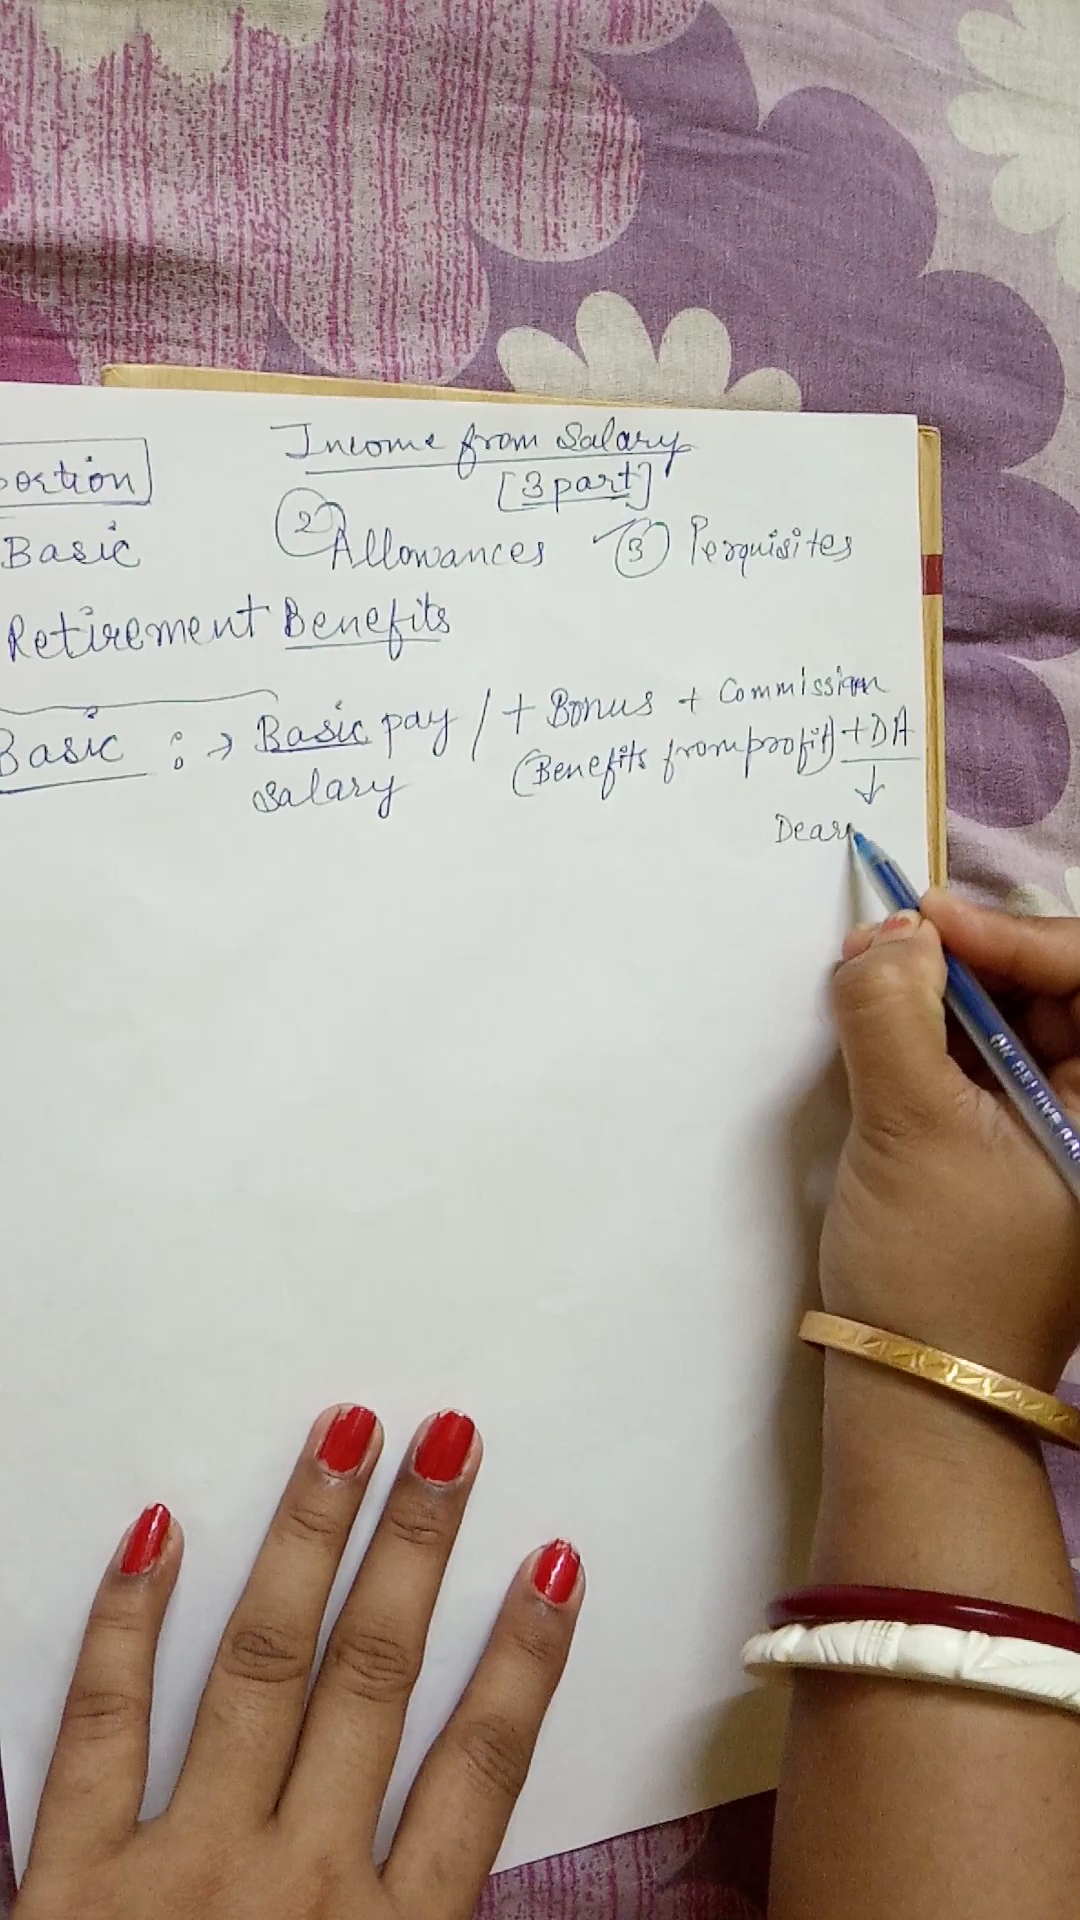 Income from Salary
[3 part]
ortion
Basic
2 Allowances
3 Perquisites
Retirement Benefits
Basic : → Basic pay / + Bonus + Commission
salary
(Benefits from profit) + DA
↓
Dear